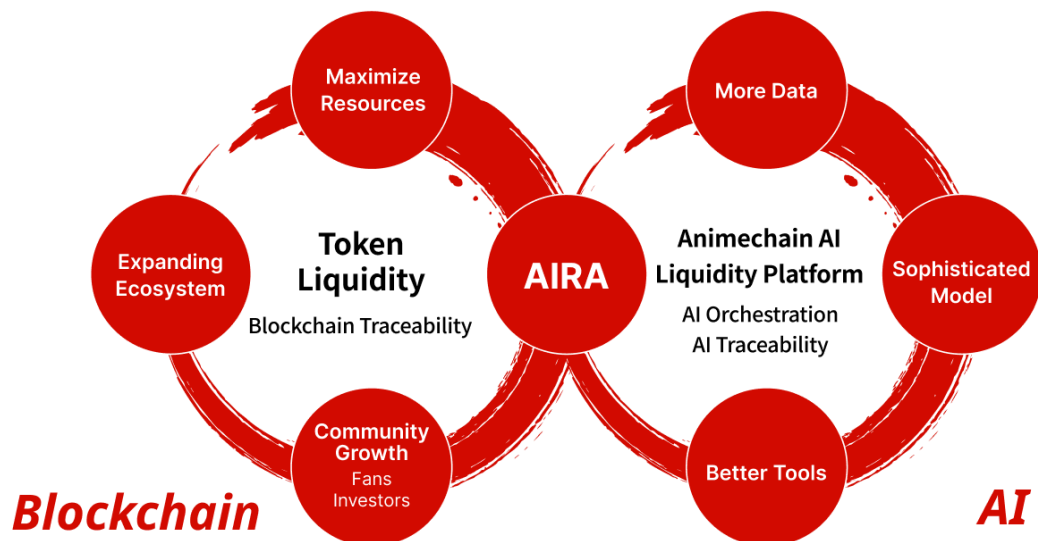 Maximize
Resources
More Data
Expanding
Ecosystem
Token
Liquidity
Blockchain Traceability
AIRA
Animechain AI
Liquidity Platform
AI Orchestration
AI Traceability
Sophisticated
Model
Community
Growth
Fans
Investors
Better Tools
Blockchain
AI